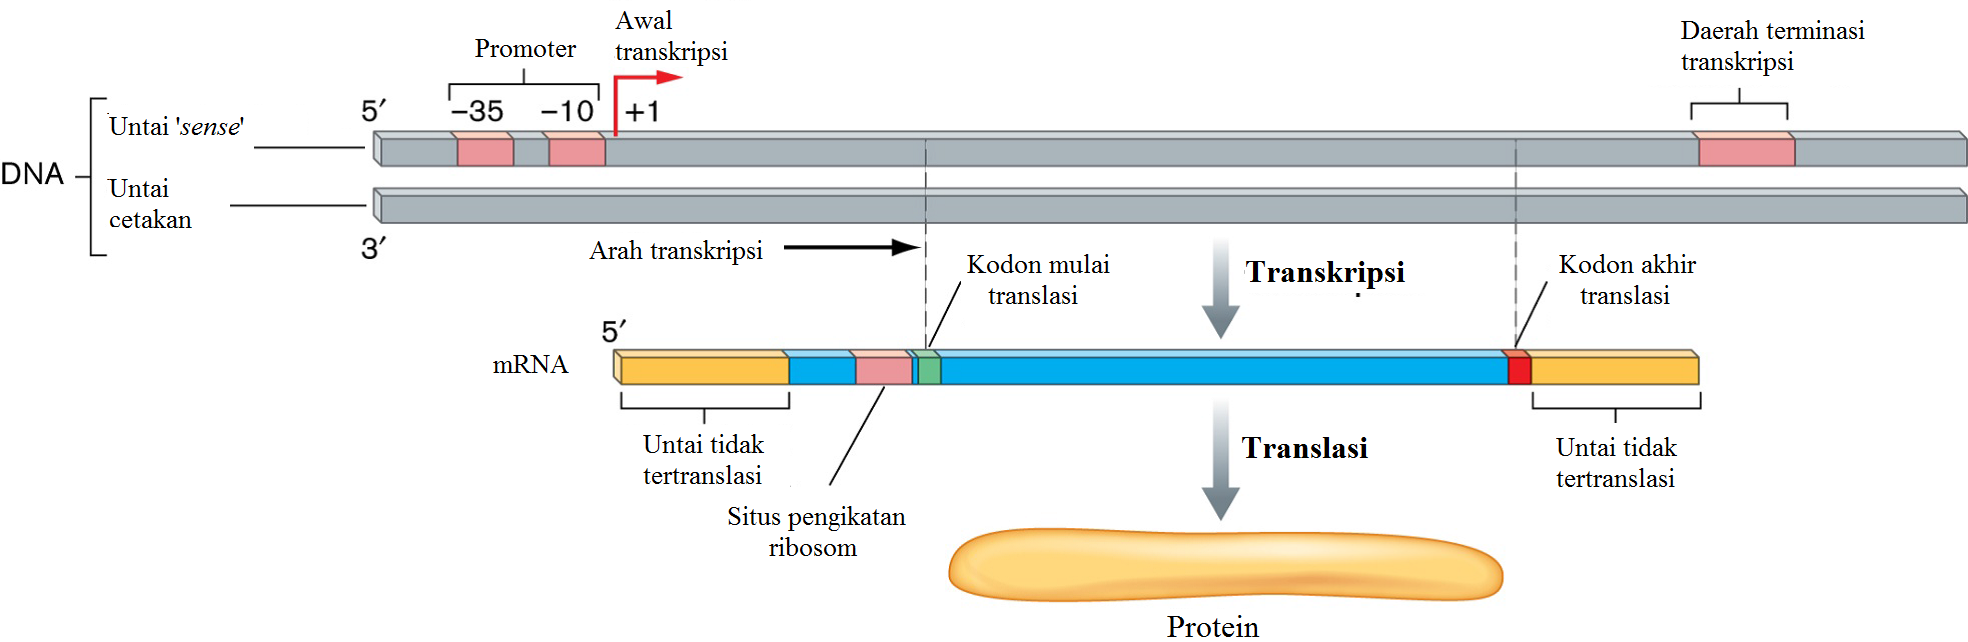 Awal
transkripsi
Promoter
Daerah terminasi
transkripsi
5′
−35
−10
+1
Untai 'sense'
DNA
Untai
cetakan
3′
Arah transkripsi
Transkripsi
Kodon mulai
translasi
Kodon akhir
translasi
5′
mRNA
Untai tidak
tertranslasi
Translasi
Untai tidak
tertranslasi
Situs pengikatan
ribosom
Protein